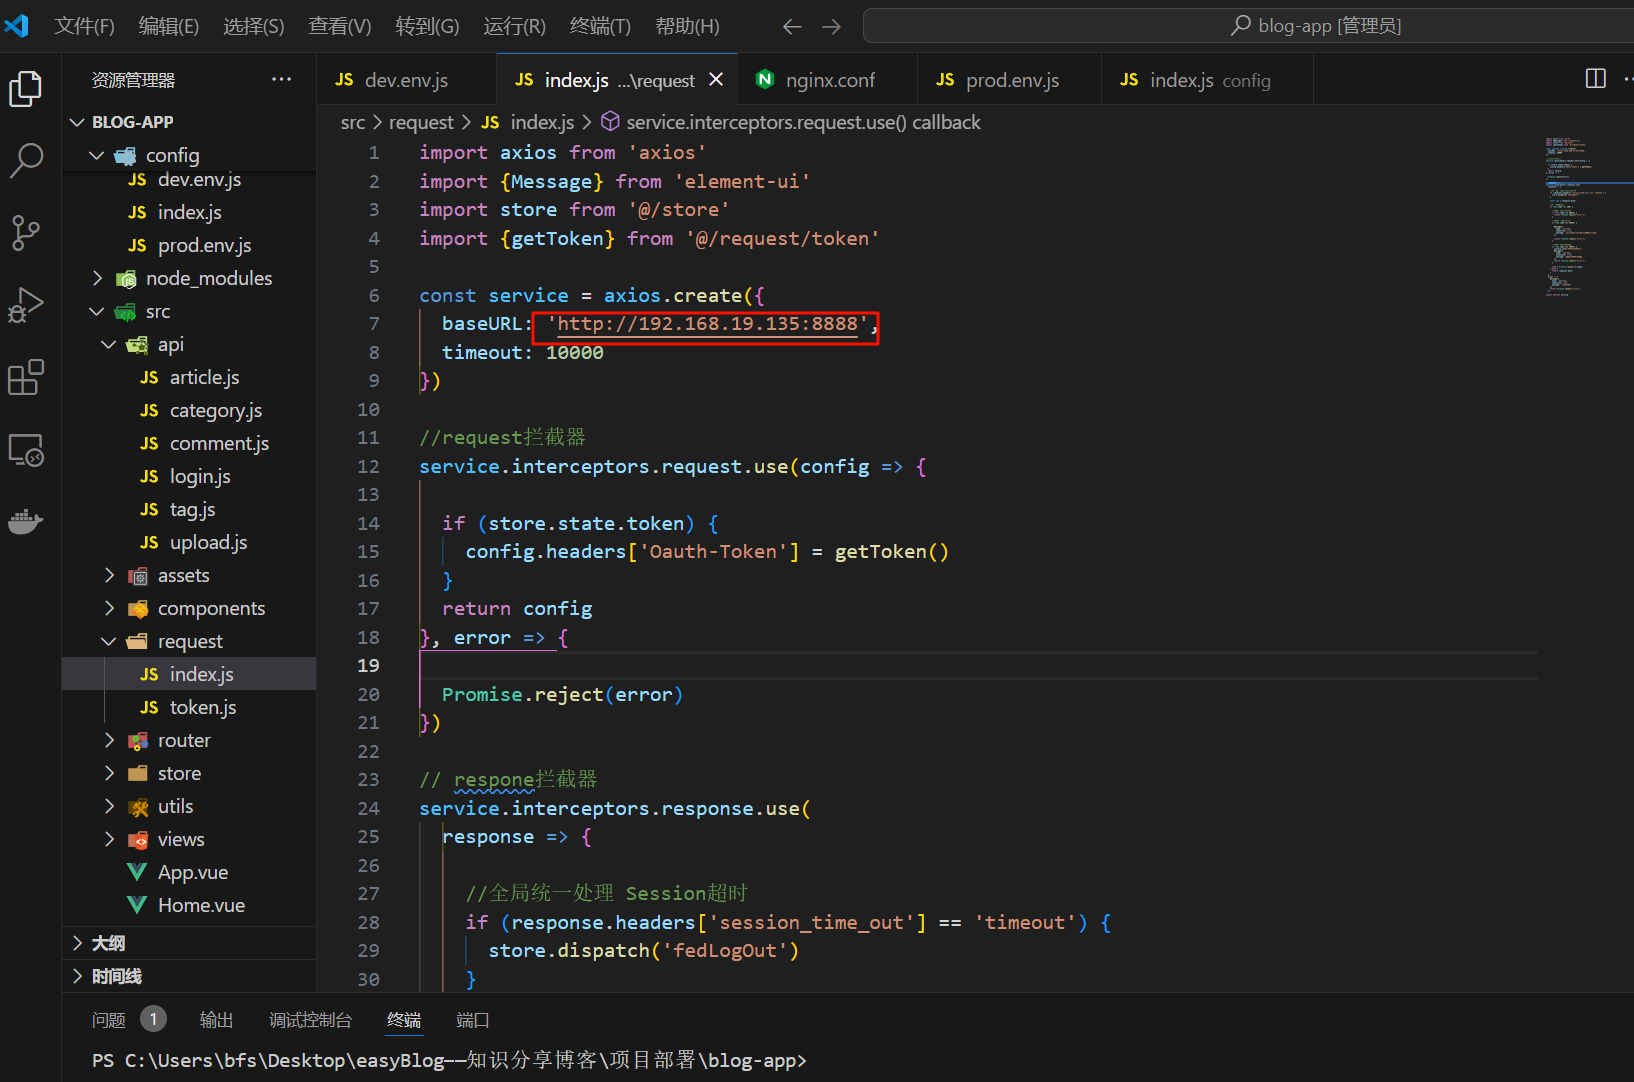 文件(F) 编辑(E) 选择(S) 查看(V) 转到(G) 运行(R) 终端(T) 帮助(H) blog-app [管理员]
资源管理器 ···
dev.env.js index.js ...\request nginx.conf prod.env.js index.js config
src > request > JS index.js > service.interceptors.request.use() callback
BLOG-APP
config
JS dev.env.js
JS index.js
JS prod.env.js
node_modules
src
api
JS article.js
JS category.js
JS comment.js
JS login.js
JS tag.js
JS upload.js
assets
components
request
JS index.js
JS token.js
router
store
utils
views
App.vue
Home.vue
大纲
时间线
1 import axios from 'axios'
2 import {Message} from 'element-ui'
3 import store from '@/store'
4 import {getToken} from '@/request/token'
5
6 const service = axios.create({
7 baseURL: 'http://192.168.19.135:8888',
8 timeout: 10000
9 })
10
11 //request拦截器
12 service.interceptors.request.use(config => {
13
14 if (store.state.token) {
15 config.headers['Oauth-Token'] = getToken()
16 }
17 return config
18 }, error => {
19
20 Promise.reject(error)
21 })
22
23 // respone拦截器
24 service.interceptors.response.use(
25 response => {
26
27 //全局统一处理 Session超时
28 if (response.headers['session_time_out'] == 'timeout') {
29 store.dispatch('fedLogOut')
30 }
问题 1 输出 调试控制台 终端 端口
PS C:\Users\bfs\Desktop\easyBlog——知识分享博客\项目部署\blog-app>